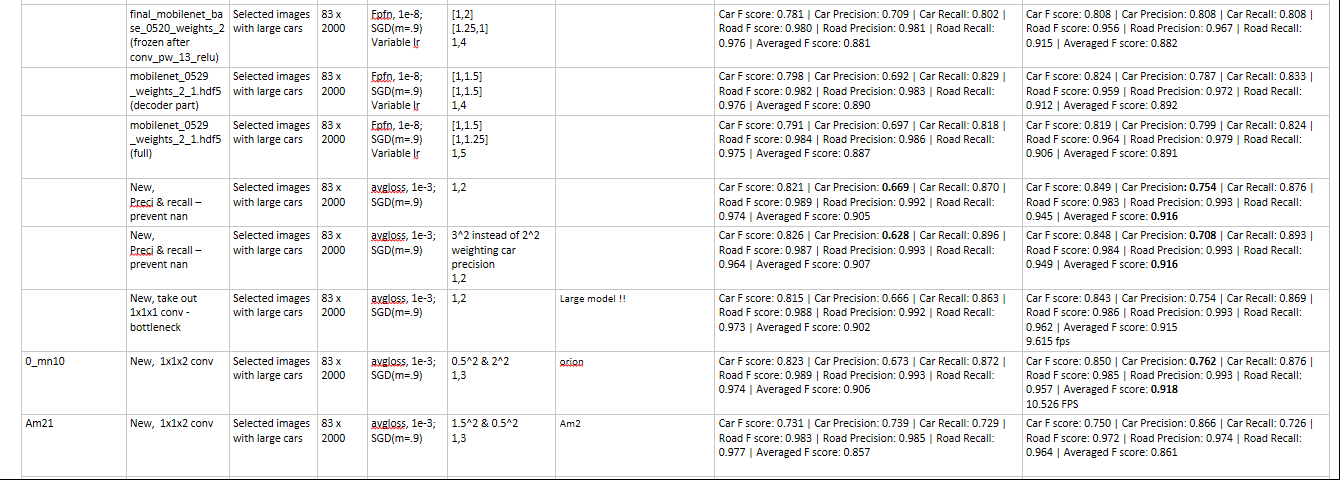 final_mobilenet_ba
se_0520_weights_2
(frozen after
conv_pw_13_relu)
Selected images
with large cars
83 x
2000
Fpfn, 1e-8;
SGD(m=.9)
Variable lr
[1,2]
[1.25,1]
1,4
Car F score: 0.781 | Car Precision: 0.709 | Car Recall: 0.802 |
Road F score: 0.980 | Road Precision: 0.981 | Road Recall:
0.976 | Averaged F score: 0.881
Car F score: 0.808 | Car Precision: 0.808 | Car Recall: 0.808 |
Road F score: 0.956 | Road Precision: 0.967 | Road Recall:
0.915 | Averaged F score: 0.882
mobilenet_0529
_weights_2_1.hdf5
(decoder part)
Selected images
with large cars
83 x
2000
Fpfn, 1e-8;
SGD(m=.9)
Variable lr
[1,1.5]
[1,1.5]
1,4
Car F score: 0.798 | Car Precision: 0.692 | Car Recall: 0.829 |
Road F score: 0.982 | Road Precision: 0.983 | Road Recall:
0.976 | Averaged F score: 0.890
Car F score: 0.824 | Car Precision: 0.787 | Car Recall: 0.833 |
Road F score: 0.959 | Road Precision: 0.972 | Road Recall:
0.912 | Averaged F score: 0.892
mobilenet_0529
_weights_2_1.hdf5
(full)
Selected images
with large cars
83 x
2000
Fpfn, 1e-8;
SGD(m=.9)
Variable lr
[1,1.5]
[1,1.25]
1,5
Car F score: 0.791 | Car Precision: 0.697 | Car Recall: 0.818 |
Road F score: 0.984 | Road Precision: 0.986 | Road Recall:
0.975 | Averaged F score: 0.887
Car F score: 0.819 | Car Precision: 0.799 | Car Recall: 0.824 |
Road F score: 0.964 | Road Precision: 0.979 | Road Recall:
0.906 | Averaged F score: 0.891
New,
Preci & recall –
prevent nan
Selected images
with large cars
83 x
2000
avgloss, 1e-3;
SGD(m=.9)
1,2
Car F score: 0.821 | Car Precision: 0.669 | Car Recall: 0.870 |
Road F score: 0.989 | Road Precision: 0.992 | Road Recall:
0.974 | Averaged F score: 0.905
Car F score: 0.849 | Car Precision: 0.754 | Car Recall: 0.876 |
Road F score: 0.983 | Road Precision: 0.993 | Road Recall:
0.945 | Averaged F score: 0.916
New,
Preci & recall –
prevent nan
Selected images
with large cars
83 x
2000
avgloss, 1e-3;
SGD(m=.9)
3^2 instead of 2^2
weighting car
precision
1,2
Car F score: 0.826 | Car Precision: 0.628 | Car Recall: 0.896 |
Road F score: 0.987 | Road Precision: 0.993 | Road Recall:
0.964 | Averaged F score: 0.907
Car F score: 0.848 | Car Precision: 0.708 | Car Recall: 0.893 |
Road F score: 0.984 | Road Precision: 0.993 | Road Recall:
0.949 | Averaged F score: 0.916
New, take out
1x1x1 conv -
bottleneck
Selected images
with large cars
83 x
2000
avgloss, 1e-3;
SGD(m=.9)
1,2
Large model !!
Car F score: 0.815 | Car Precision: 0.666 | Car Recall: 0.863 |
Road F score: 0.988 | Road Precision: 0.992 | Road Recall:
0.973 | Averaged F score: 0.902
Car F score: 0.843 | Car Precision: 0.754 | Car Recall: 0.869 |
Road F score: 0.986 | Road Precision: 0.993 | Road Recall:
0.962 | Averaged F score: 0.915
9.615 fps
0_mn10
New, 1x1x2 conv
Selected images
with large cars
83 x
2000
avgloss, 1e-3;
SGD(m=.9)
0.5^2 & 2^2
1,3
orion
Car F score: 0.823 | Car Precision: 0.673 | Car Recall: 0.872 |
Road F score: 0.989 | Road Precision: 0.993 | Road Recall:
0.974 | Averaged F score: 0.906
Car F score: 0.850 | Car Precision: 0.762 | Car Recall: 0.876 |
Road F score: 0.985 | Road Precision: 0.993 | Road Recall:
0.957 | Averaged F score: 0.918
10.526 FPS
Am21
New, 1x1x2 conv
Selected images
with large cars
83 x
2000
avgloss, 1e-3;
SGD(m=.9)
1.5^2 & 0.5^2
1,3
Am2
Car F score: 0.731 | Car Precision: 0.739 | Car Recall: 0.729 |
Road F score: 0.983 | Road Precision: 0.985 | Road Recall:
0.977 | Averaged F score: 0.857
Car F score: 0.750 | Car Precision: 0.866 | Car Recall: 0.726 |
Road F score: 0.972 | Road Precision: 0.974 | Road Recall:
0.964 | Averaged F score: 0.861